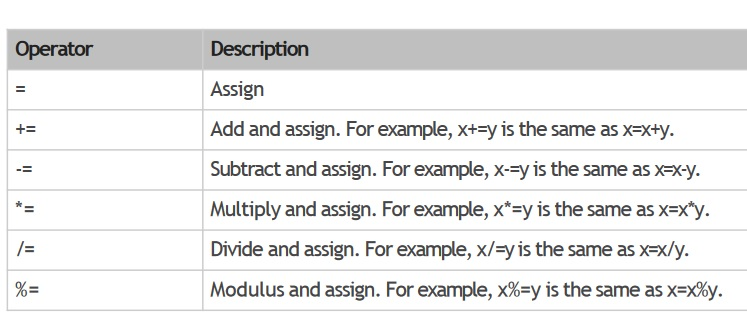 Operator Description
= Assign
+= Add and assign. For example, x+=y is the same as x=x+y.
-= Subtract and assign. For example, x-=y is the same as x=x-y.
*= Multiply and assign. For example, x*=y is the same as x=x*y.
/= Divide and assign. For example, x/=y is the same as x=x/y.
%= Modulus and assign. For example, x%=y is the same as x=x%y.